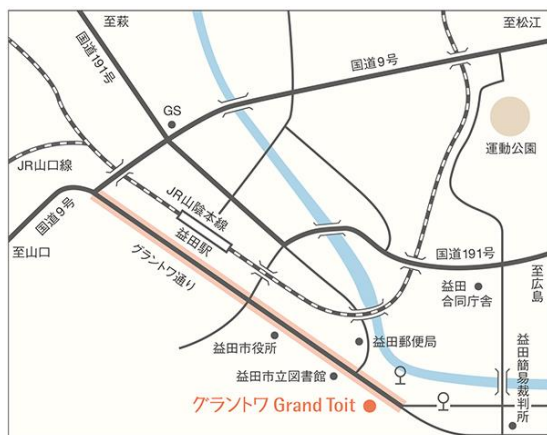 至萩
至松江
国道191号
国道9号
GS
運動公園
JR山口線
国道9号
至山口
JR山陰本線
益田駅
グラントワ通り
国道191号
至広島
益田
合同庁舎
益田市役所
益田郵便局
益田市立図書館
益田簡易裁判所
グラントワ Grand Toit